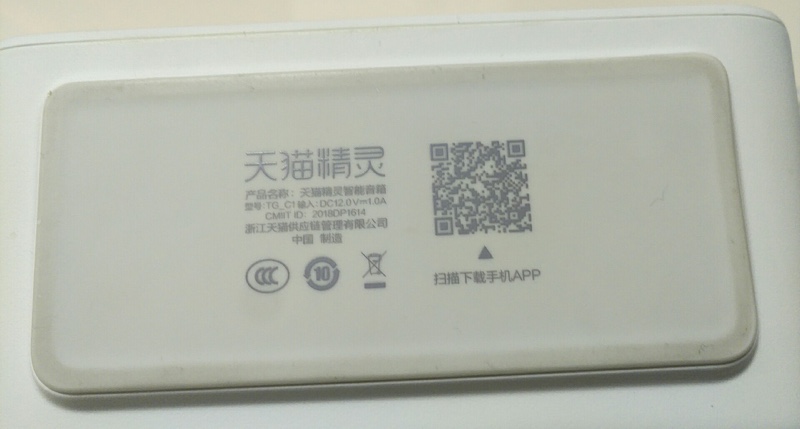 天猫精灵
产品名称：天猫精灵智能音箱
型号：TG_C1 输入：DC12.0V⎓1.0A
CMIIT ID：2018DP1614
浙江天猫供应链管理有限公司
中国 制造
CCC
10
扫描下载手机APP